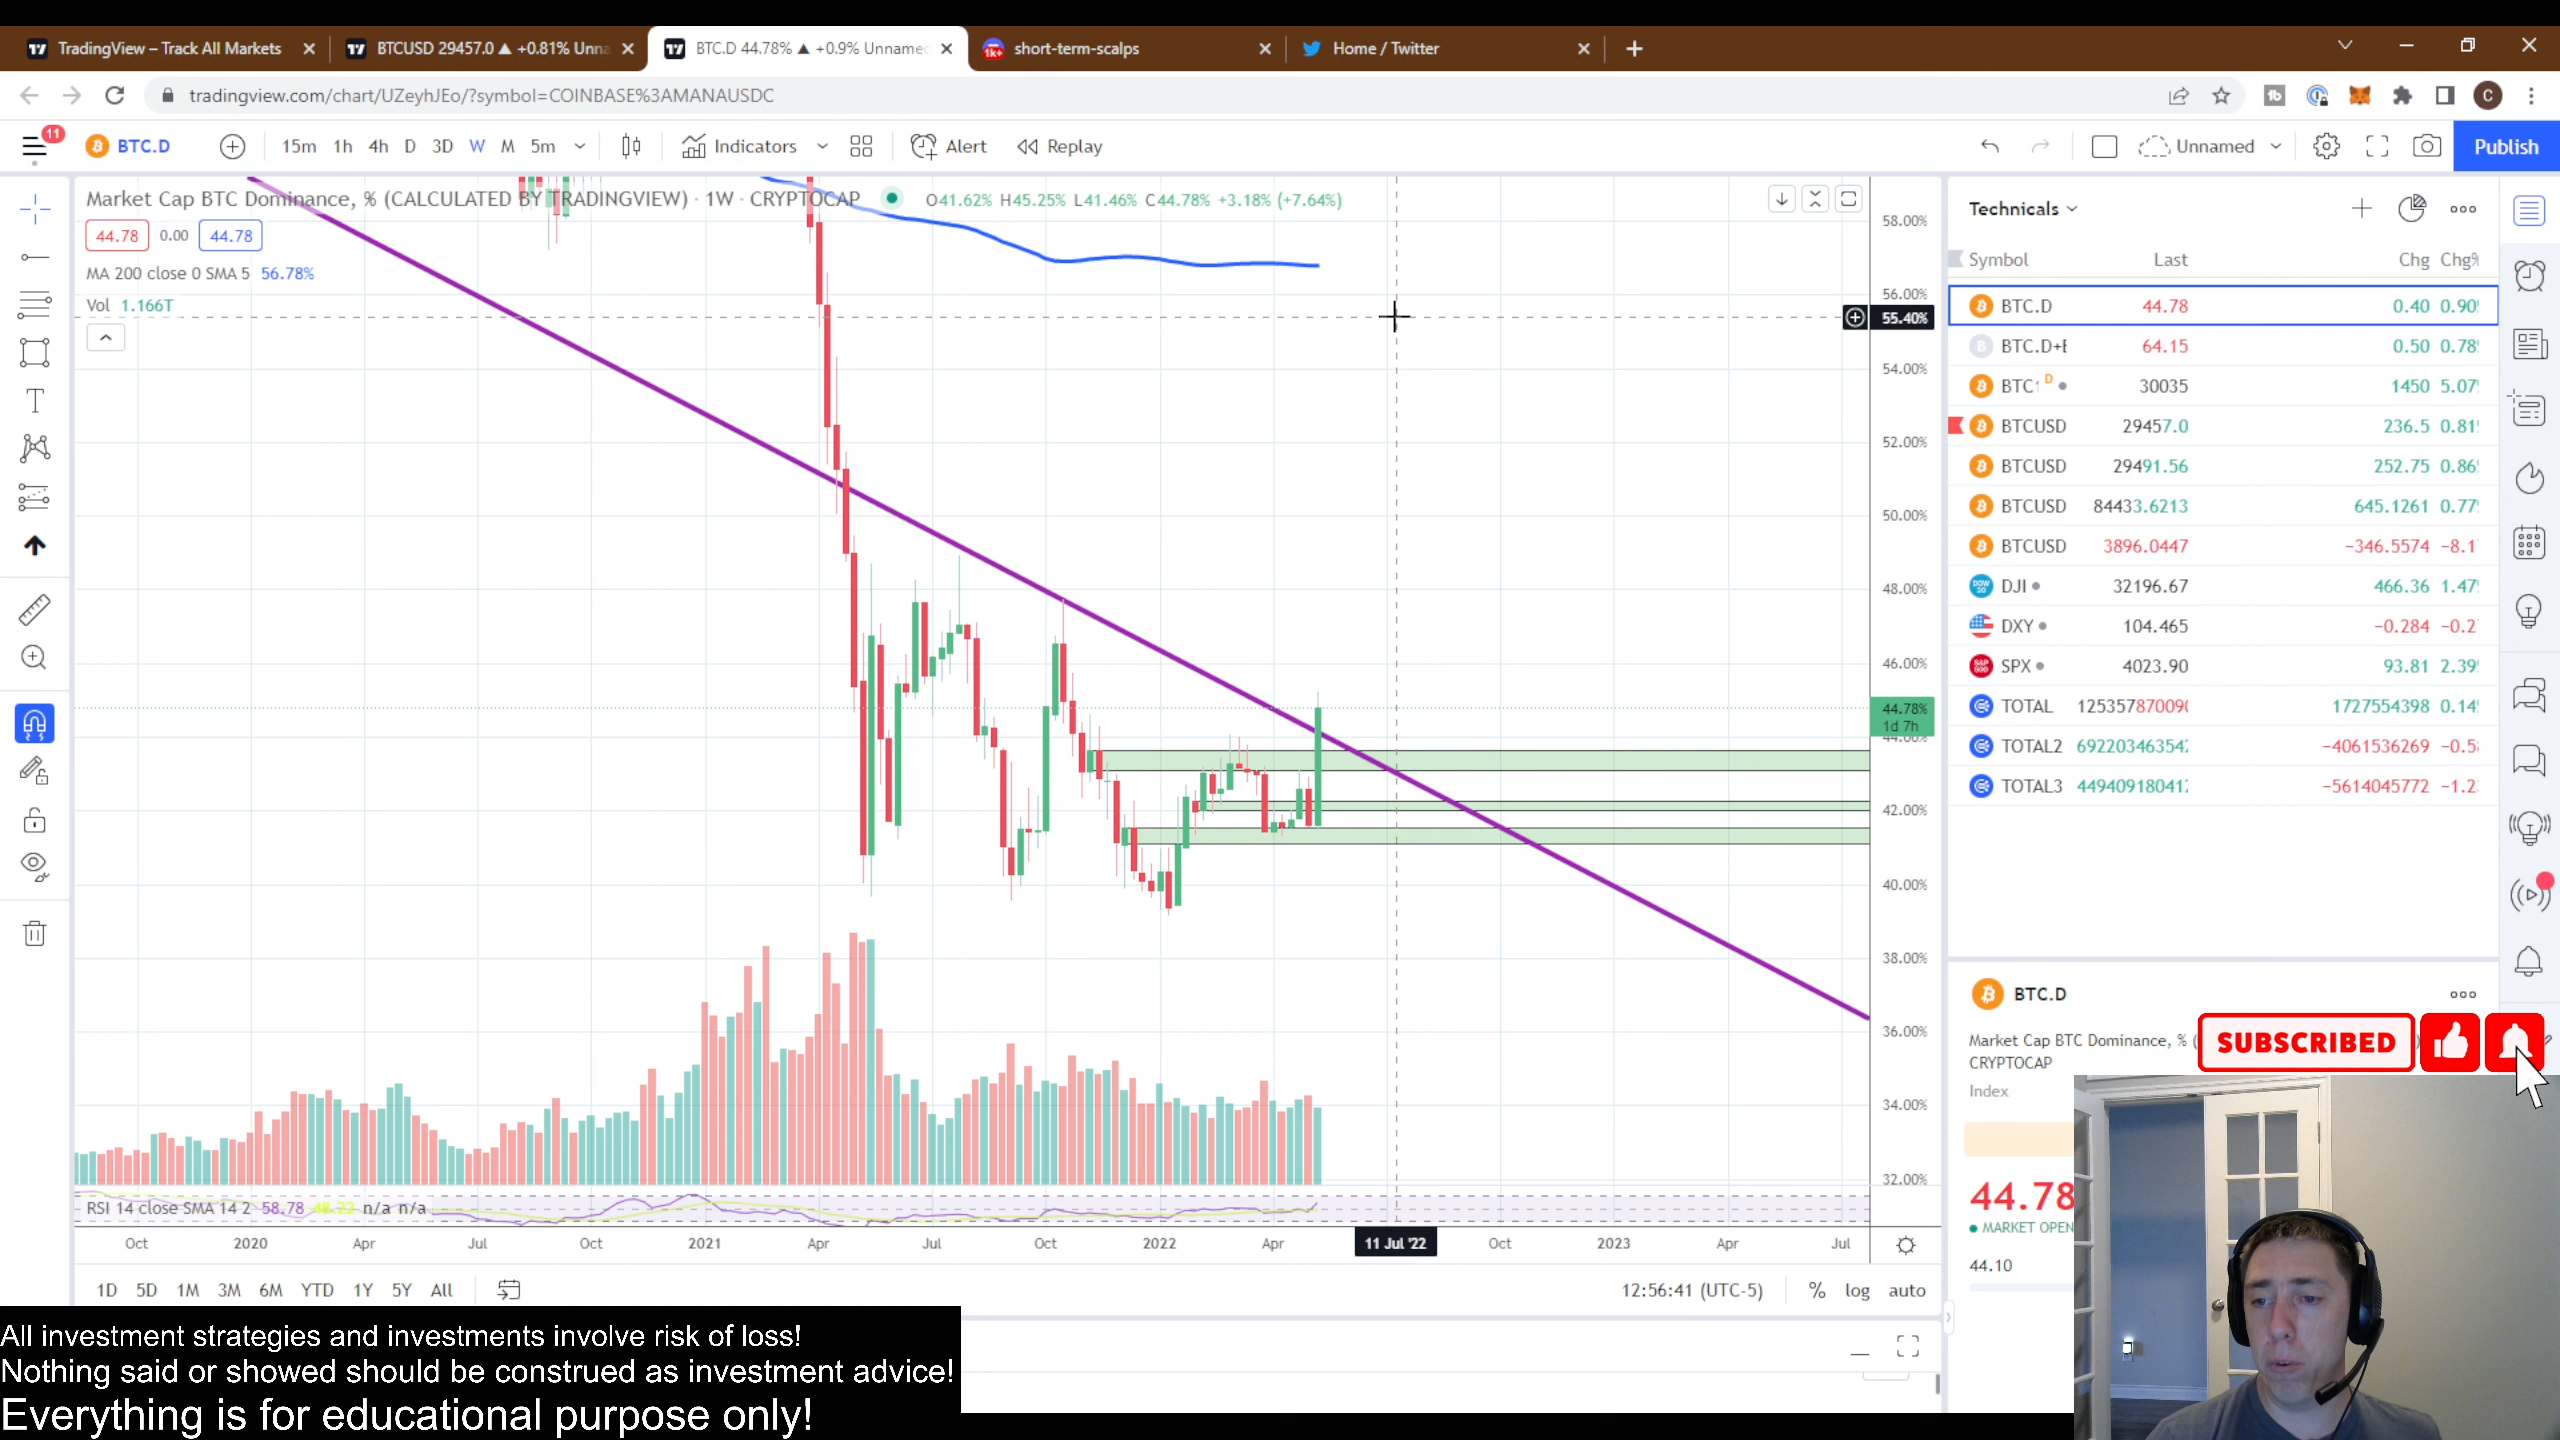 TradingView – Track All Markets
BTCUSD 29457.0 ▲ +0.81% Unna
BTC.D 44.78% ▲ +0.9% Unnamed
short-term-scalps
Home / Twitter
tradingview.com/chart/UZeyhJEo/?symbol=COINBASE%3AMANAUSDC
11
BTC.D
15m 1h 4h D 3D W M 5m
Indicators
Alert
Replay
Unnamed
Publish
Market Cap BTC Dominance, % (CALCULATED BY TRADINGVIEW) · 1W · CRYPTOCAP
O41.62% H45.25% L41.46% C44.78% +3.18% (+7.64%)
44.78 0.00 44.78
MA 200 close 0 SMA 5 56.78%
Vol 1.166T
58.00%
56.00%
55.40%
54.00%
52.00%
50.00%
48.00%
46.00%
44.78%
1d 7h
44.00%
42.00%
40.00%
38.00%
36.00%
34.00%
32.00%
RSI 14 close SMA 14 2 58.78 n/a n/a
Oct 2020 Apr Jul Oct 2021 Apr Jul Oct 2022 Apr 11 Jul '22 Oct 2023 Apr Jul
1D 5D 1M 3M 6M YTD 1Y 5Y All
12:56:41 (UTC-5) % log auto
Technicals
Symbol Last Chg Chg%
BTC.D 44.78 0.40 0.90
BTC.D+E 64.15 0.50 0.78
BTC1 D 30035 1450 5.07
BTCUSD 29457.0 236.5 0.81
BTCUSD 29491.56 252.75 0.86
BTCUSD 84433.6213 645.1261 0.77
BTCUSD 3896.0447 −346.5574 −8.1
DJI 32196.67 466.36 1.47
DXY 104.465 −0.284 −0.2
SPX 4023.90 93.81 2.39
TOTAL 125357870090 1727554398 0.14
TOTAL2 692203463542 −4061536269 −0.5
TOTAL3 449409180412 −5614045772 −1.2
BTC.D
Market Cap BTC Dominance, % (
CRYPTOCAP
Index
SUBSCRIBED
44.78
MARKET OPEN
44.10
All investment strategies and investments involve risk of loss!
Nothing said or showed should be construed as investment advice!
Everything is for educational purpose only!